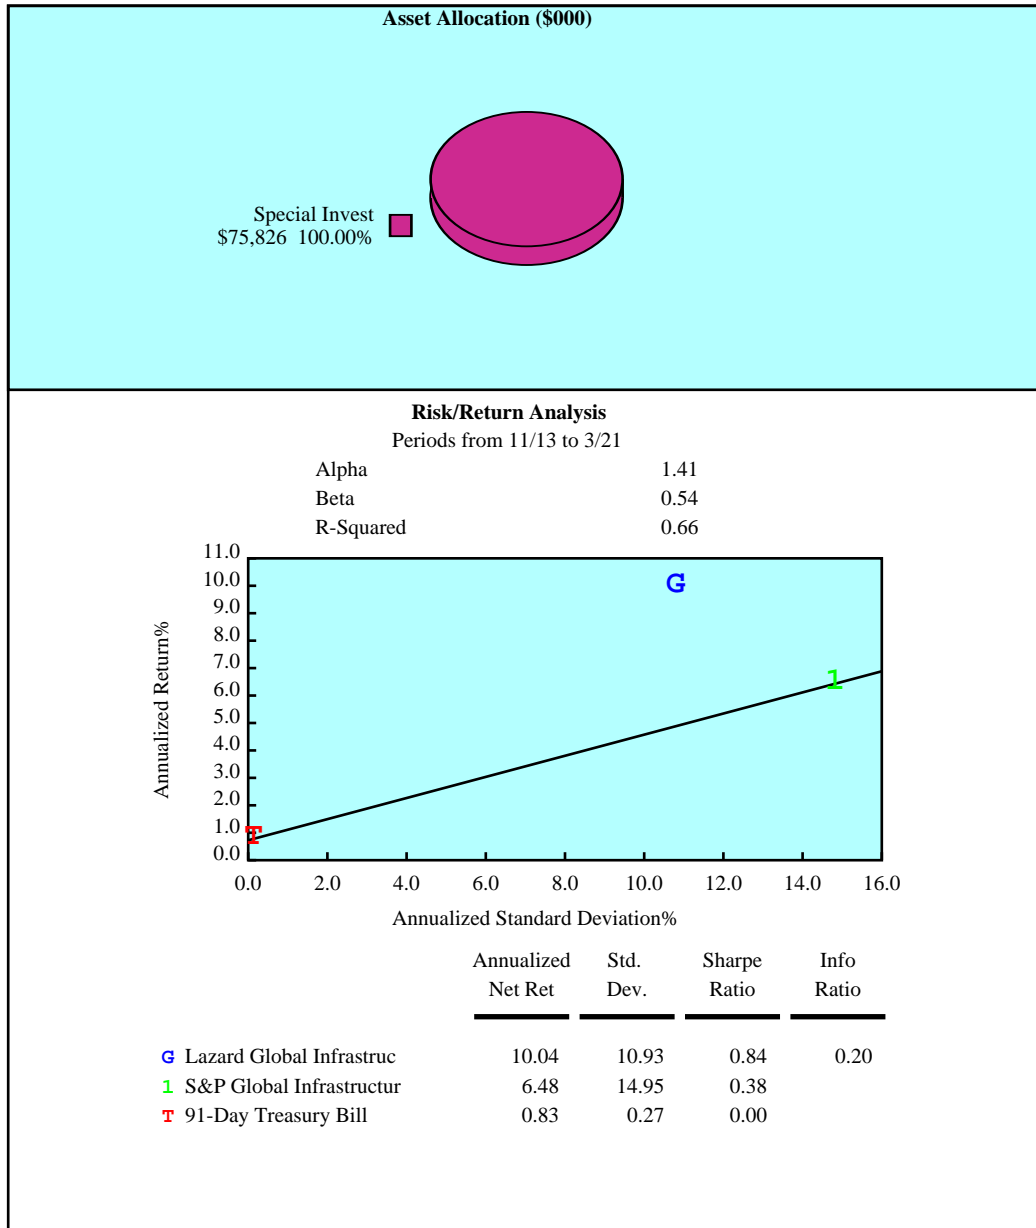 Asset Allocation ($000)
Special Invest
$75,826 100.00%
Risk/Return Analysis
Periods from 11/13 to 3/21
Alpha 1.41
Beta 0.54
R-Squared 0.66
11.0
10.0
9.0
8.0
7.0
6.0
5.0
4.0
3.0
2.0
1.0
0.0
Annualized Return%
G
1
T
0.0 2.0 4.0 6.0 8.0 10.0 12.0 14.0 16.0
Annualized Standard Deviation%
Annualized Std. Sharpe Info
Net Ret Dev. Ratio Ratio
G Lazard Global Infrastruc 10.04 10.93 0.84 0.20
1 S&P Global Infrastructur 6.48 14.95 0.38
T 91-Day Treasury Bill 0.83 0.27 0.00